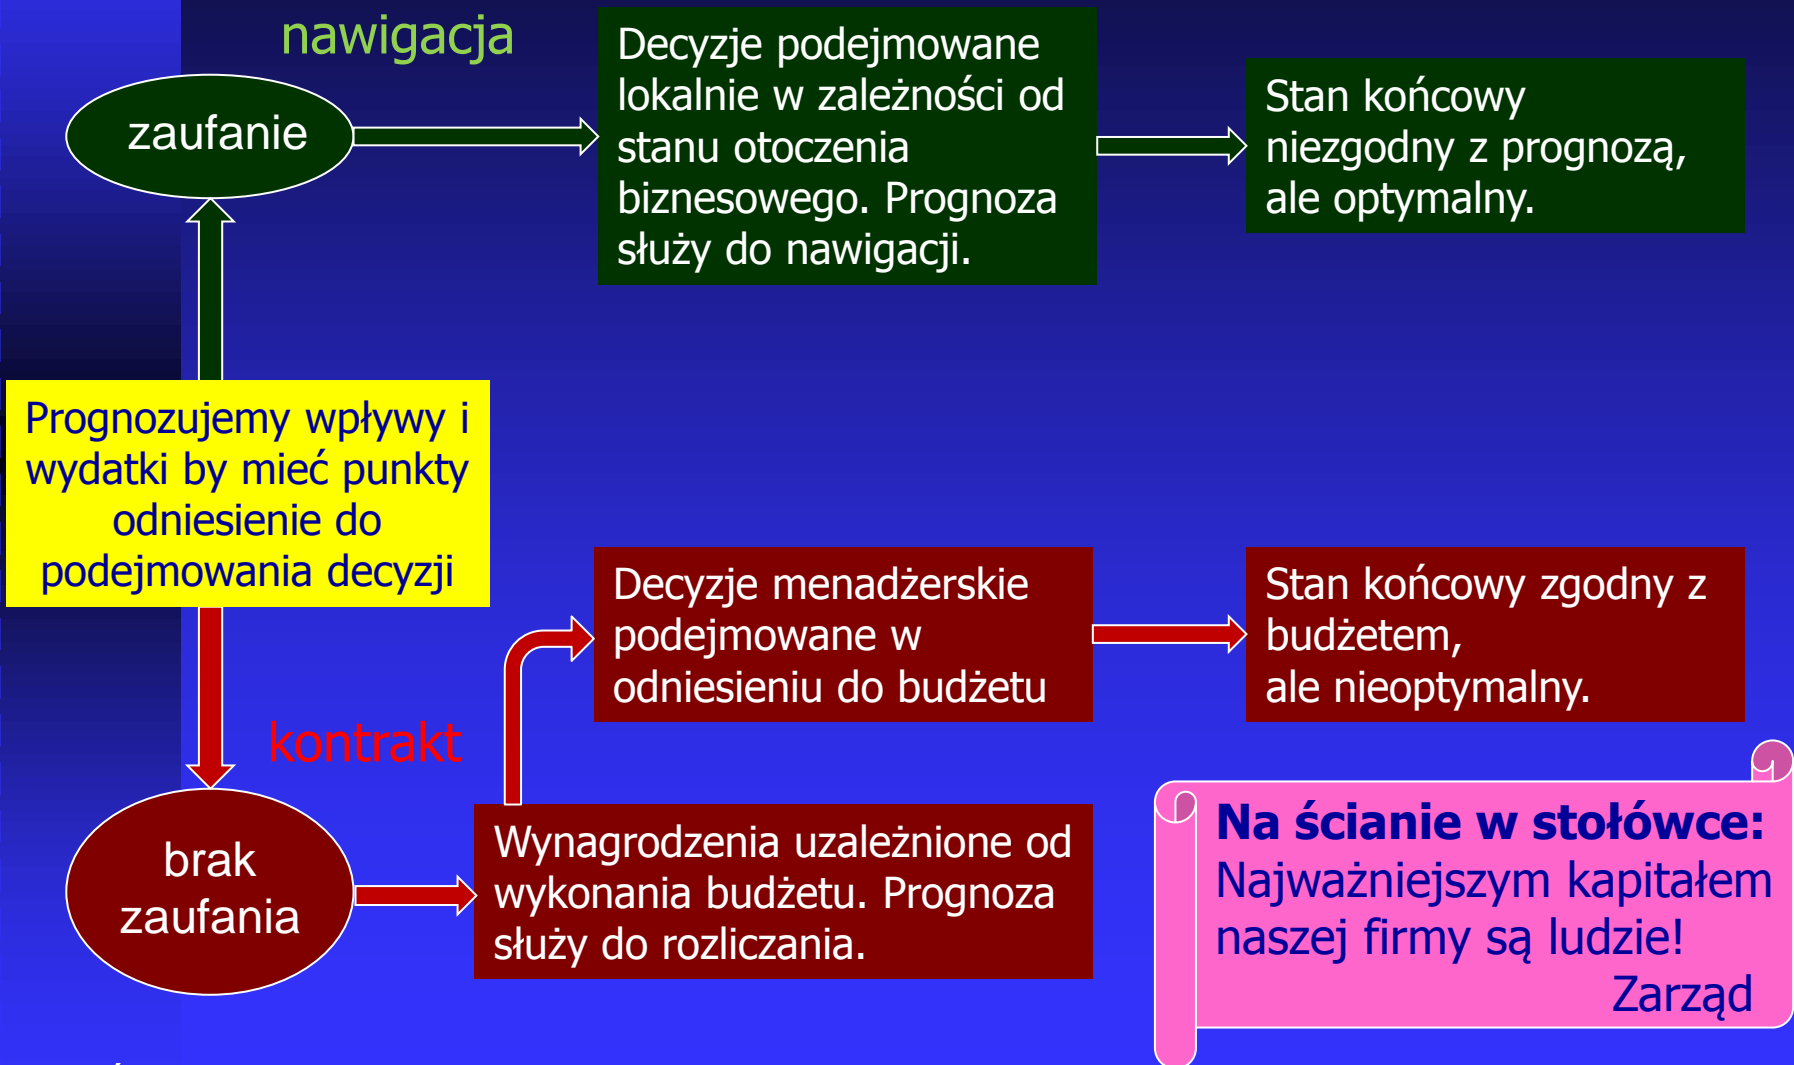 nawigacja
zaufanie
Decyzje podejmowane
lokalnie w zależności od
stanu otoczenia
biznesowego. Prognoza
służy do nawigacji.
Stan końcowy
niezgodny z prognozą,
ale optymalny.
Prognozujemy wpływy i
wydatki by mieć punkty
odniesienie do
podejmowania decyzji
kontrakt
brak
zaufania
Wynagrodzenia uzależnione od
wykonania budżetu. Prognoza
służy do rozliczania.
Decyzje menadżerskie
podejmowane w
odniesieniu do budżetu
Stan końcowy zgodny z
budżetem,
ale nieoptymalny.
Na ścianie w stołówce:
Najważniejszym kapitałem
naszej firmy są ludzie!
Zarząd